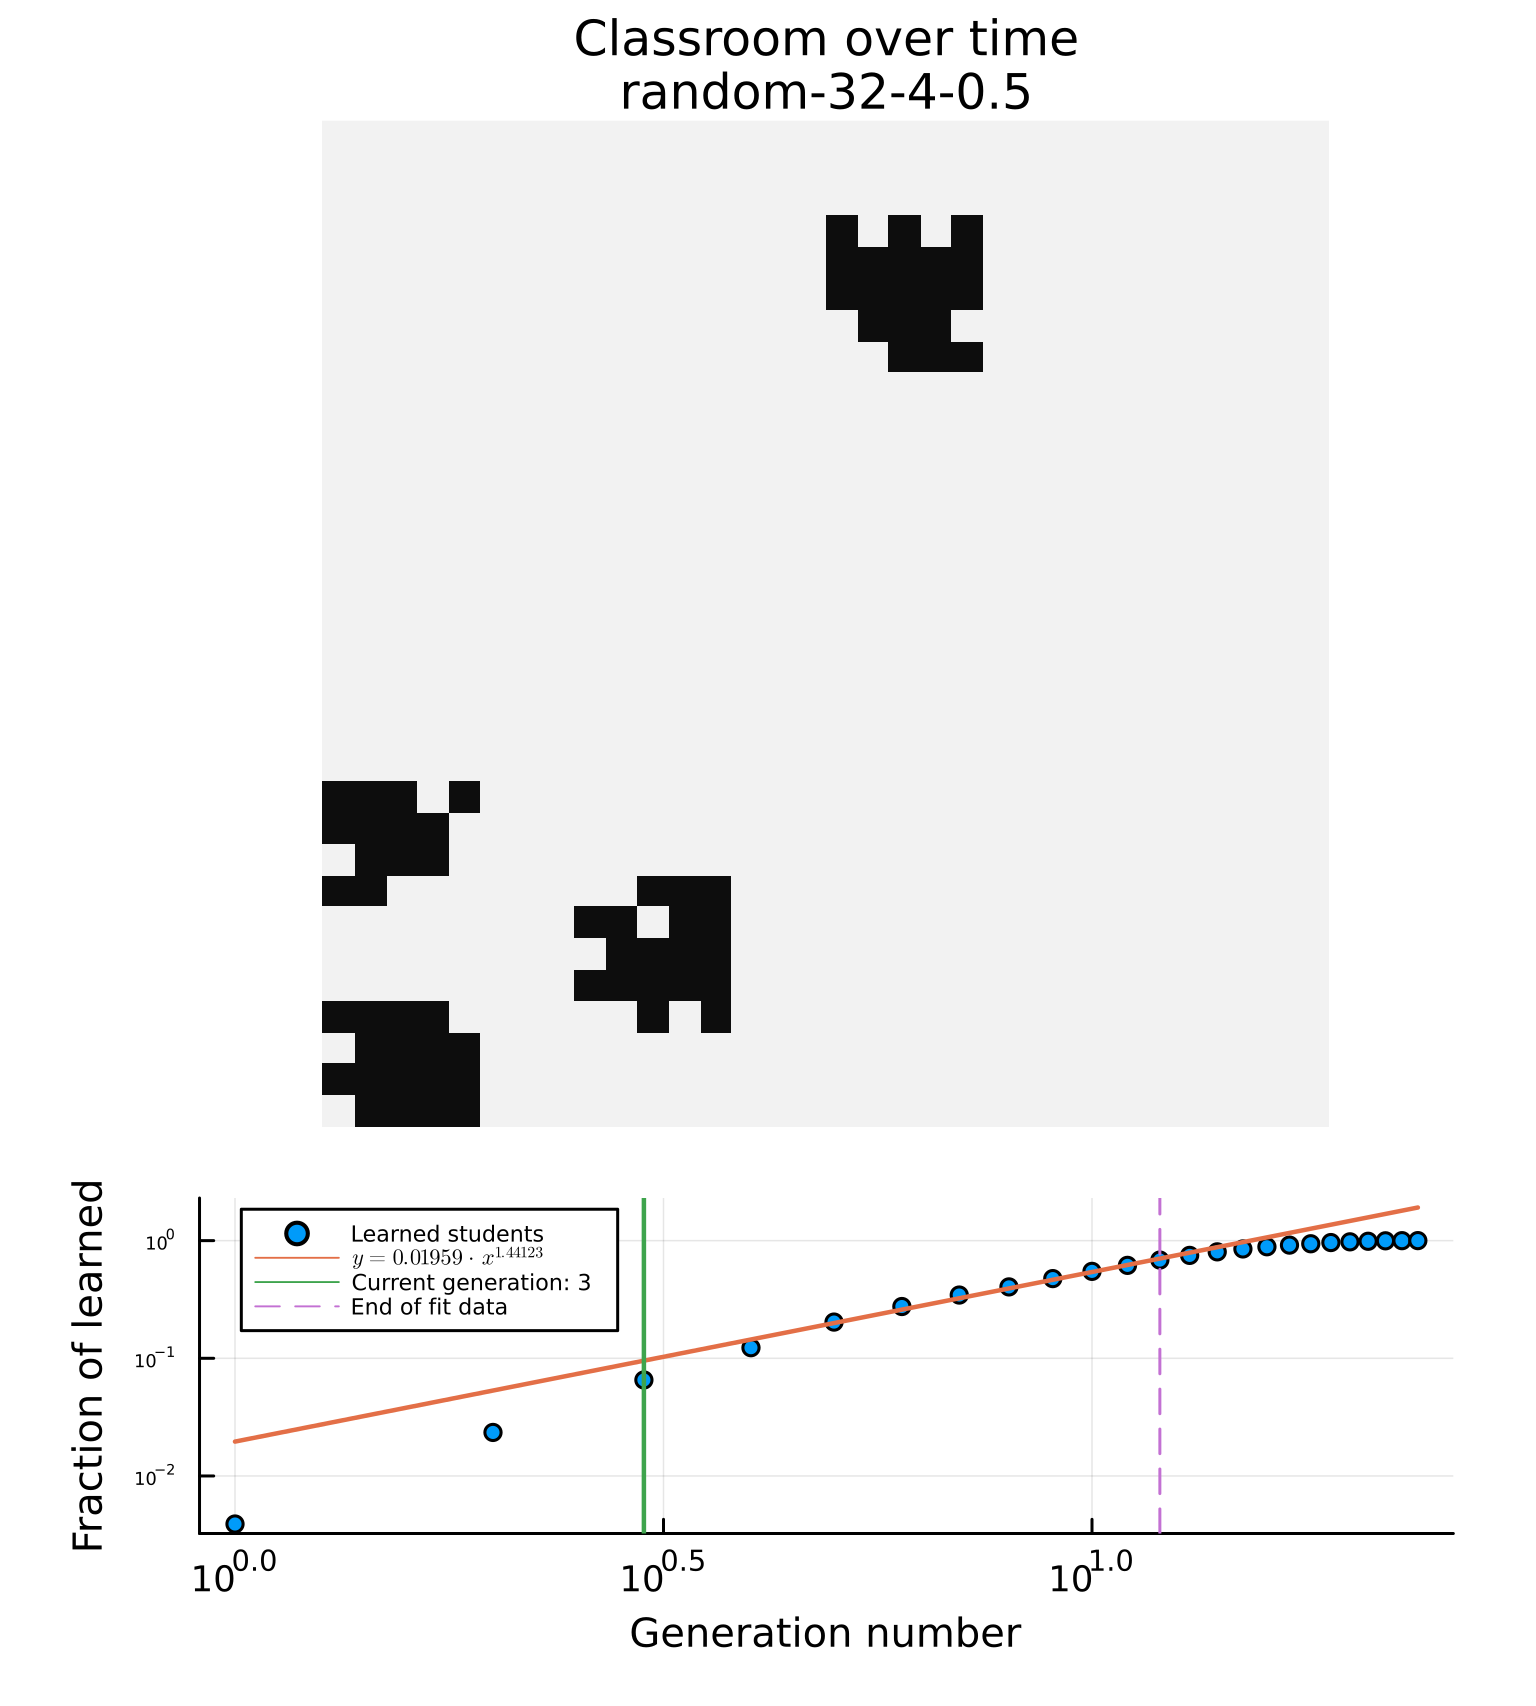 Classroom over time
random-32-4-0.5
Fraction of learned
10⁰
10⁻¹
10⁻²
Learned students
y = 0.01959 · x^1.44123
Current generation: 3
End of fit data
10^0.0
10^0.5
10^1.0
Generation number